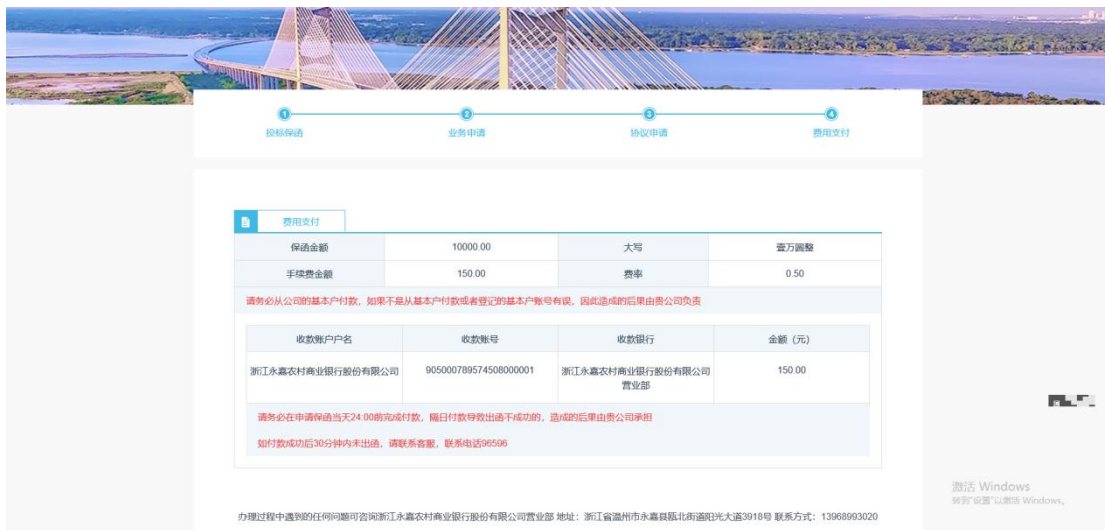 1 2 3 4
投标保函 业务申请 协议申请 费用支付
费用支付
保函金额 10000.00 大写 壹万圆整
手续费金额 150.00 费率 0.50
请务必从公司的基本户付款，如果不是从基本户付款或者登记的基本户账号有误，因此造成的后果由贵公司负责
收款账户户名 收款账号 收款银行 金额（元）
浙江永嘉农村商业银行股份有限公司 905000789574508000001 浙江永嘉农村商业银行股份有限公司 150.00
营业部
请务必在申请保函当天24:00前完成付款，隔日付款导致出函不成功的，造成的后果由贵公司承担
如付款成功后30分钟内未出函，请联系客服，联系电话96596
激活 Windows
转到"设置"以激活 Windows。
办理过程中遇到的任何问题可咨询浙江永嘉农村商业银行股份有限公司营业部 地址：浙江省温州市永嘉县瓯北街道阳光大道3918号 联系方式：13968993020